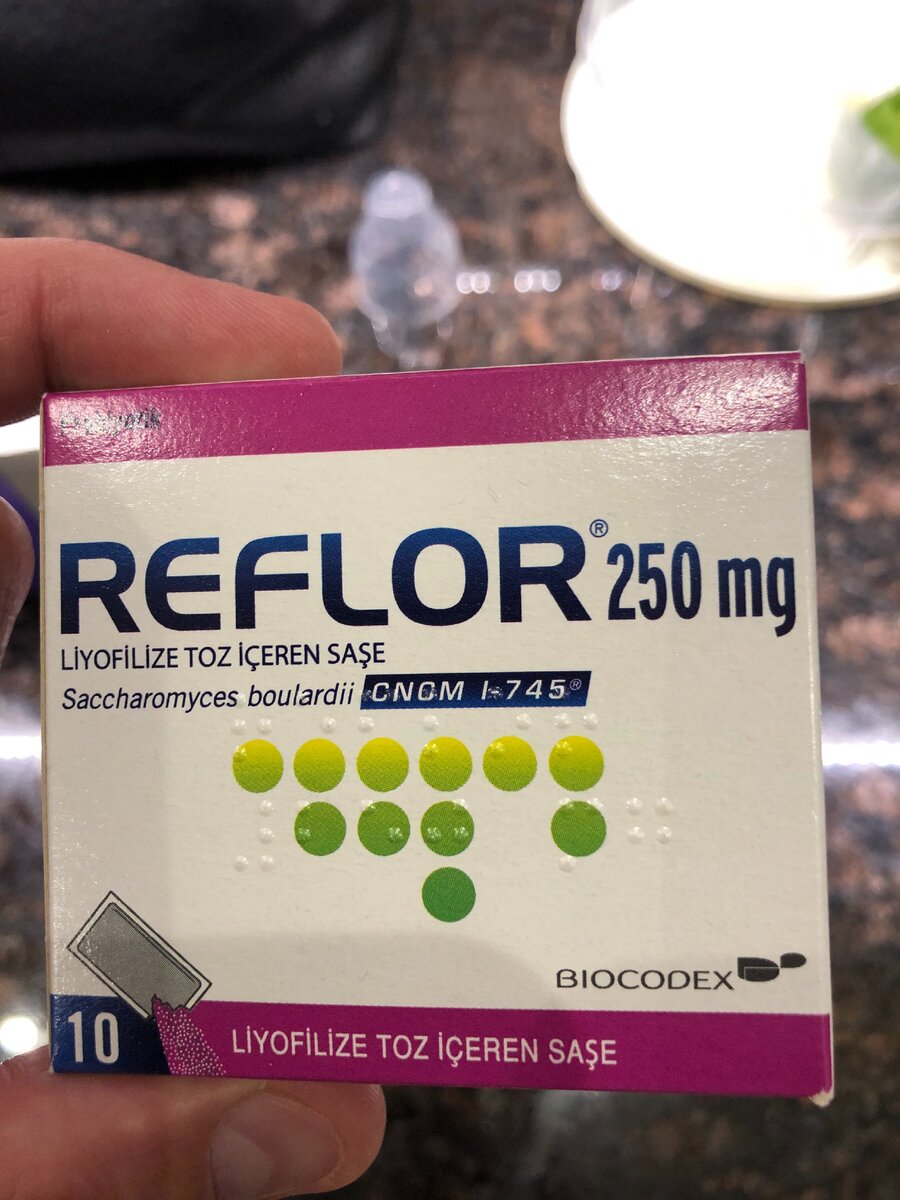 REFLOR® 250 mg
LİYOFİLİZE TOZ İÇEREN SAŞE
Saccharomyces boulardii CNCM I-745®
BIOCODEX
10
LİYOFİLİZE TOZ İÇEREN SAŞE